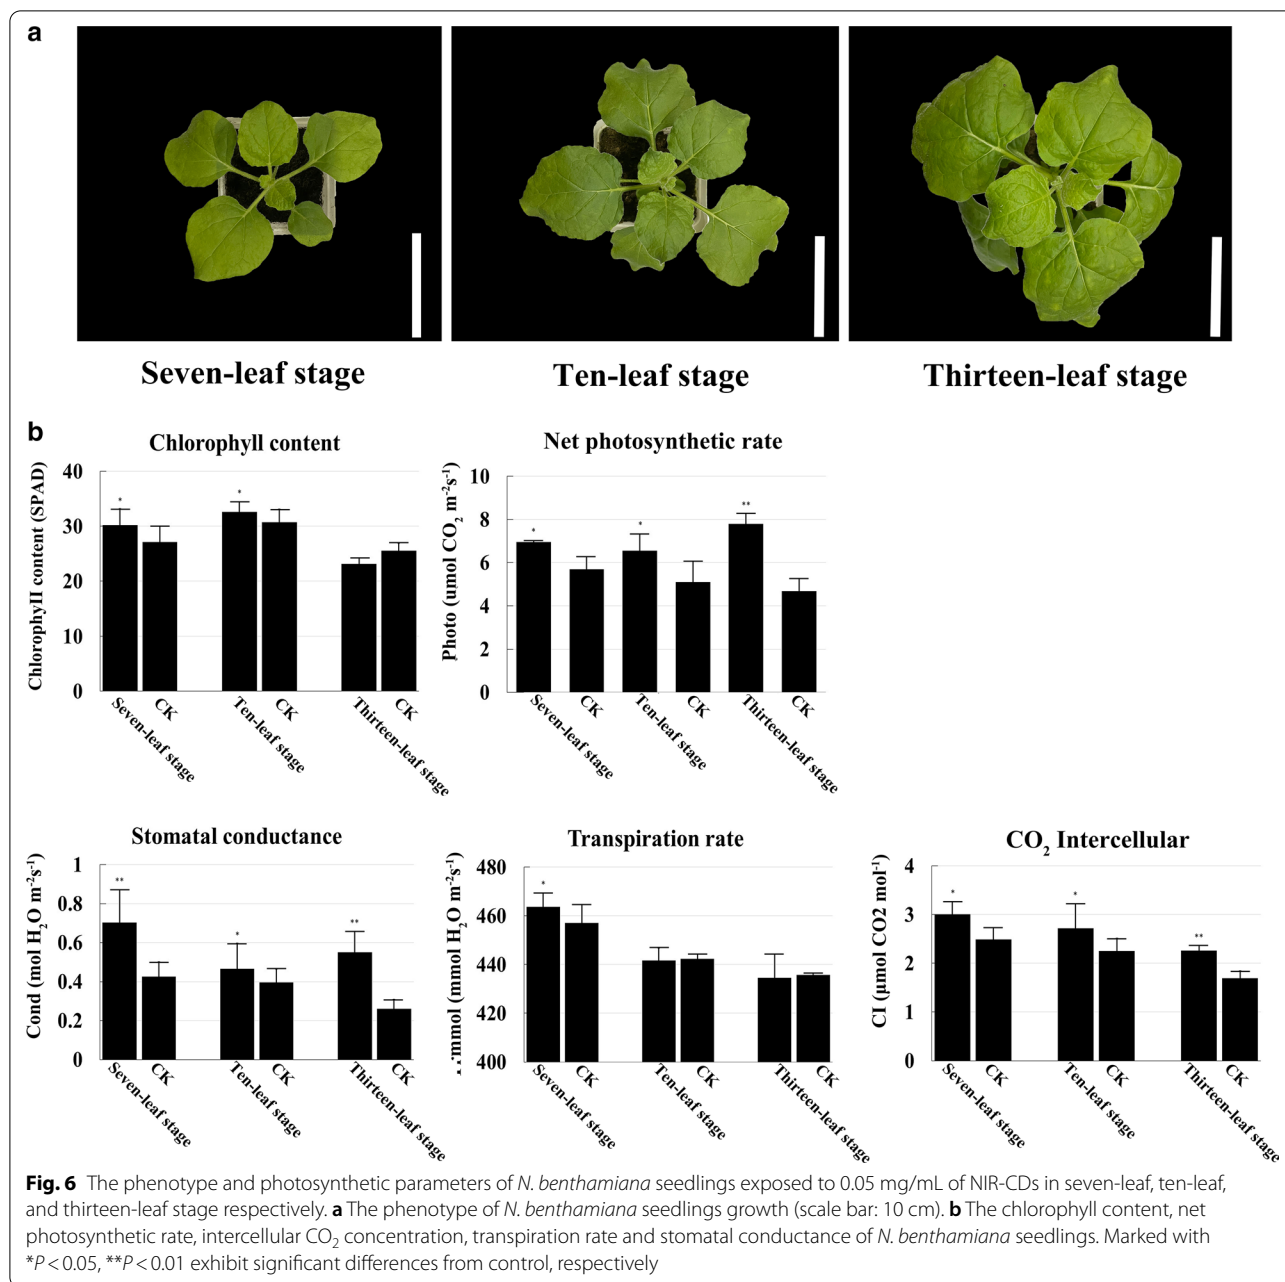 a
Seven-leaf stage
Ten-leaf stage
Thirteen-leaf stage
b
Chlorophyll content
ChlorophyII content (SPAD)
40
30
20
10
0
*
*
Seven-leaf stage
CK
Ten-leaf stage
CK
Thirteen-leaf stage
CK
Net photosynthetic rate
Photo (umol CO₂ m⁻²s⁻¹)
10
8
6
4
2
0
*
*
**
Seven-leaf stage
CK
Ten-leaf stage
CK
Thirteen-leaf stage
CK
Stomatal conductance
Cond (mol H₂O m⁻²s⁻¹)
1
0.8
0.6
0.4
0.2
0
**
*
**
Seven-leaf stage
CK
Ten-leaf stage
CK
Thirteen-leaf stage
CK
Transpiration rate
(mmol H₂O m⁻²s⁻¹)
480
460
440
420
400
*
Seven-leaf stage
CK
Ten-leaf stage
CK
Thirteen-leaf stage
CK
CO₂ Intercellular
CI (µmol CO2 mol⁻¹)
4
3
2
1
0
*
*
**
Seven-leaf stage
CK
Ten-leaf stage
CK
Thirteen-leaf stage
CK
Fig. 6 The phenotype and photosynthetic parameters of N. benthamiana seedlings exposed to 0.05 mg/mL of NIR-CDs in seven-leaf, ten-leaf,
and thirteen-leaf stage respectively. a The phenotype of N. benthamiana seedlings growth (scale bar: 10 cm). b The chlorophyll content, net
photosynthetic rate, intercellular CO₂ concentration, transpiration rate and stomatal conductance of N. benthamiana seedlings. Marked with
*P < 0.05, **P < 0.01 exhibit significant differences from control, respectively